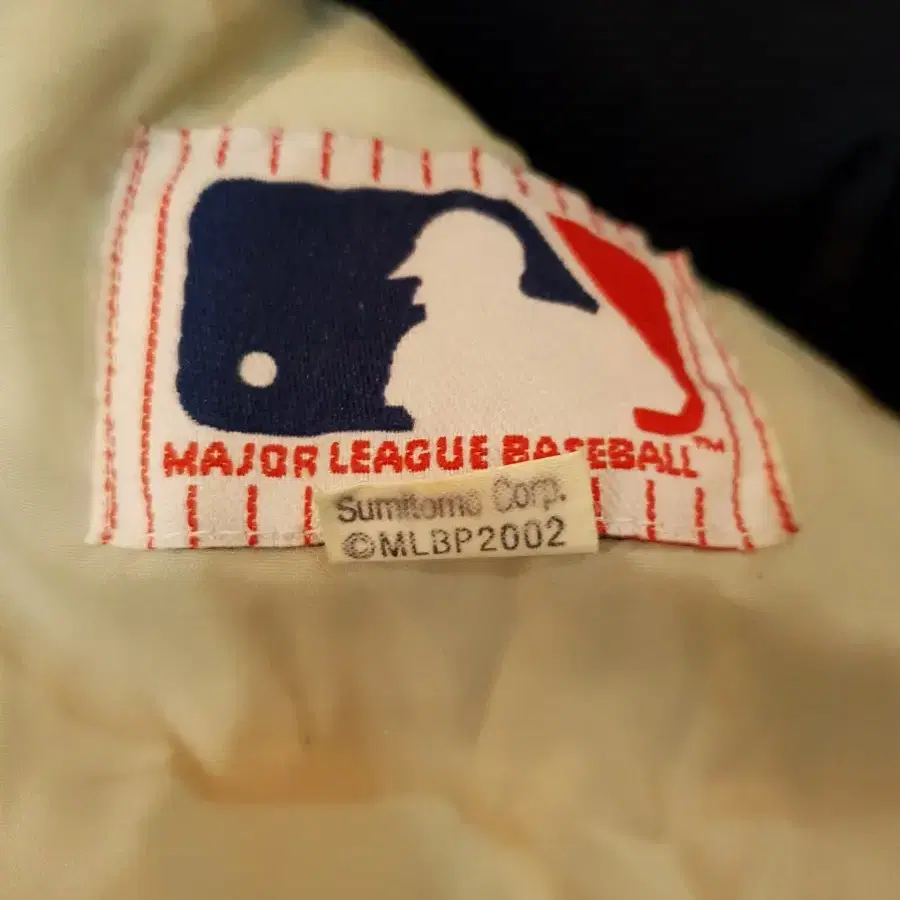 MAJOR LEAGUE BASEBALL™
Sumitomo Corp.
©MLBP2002